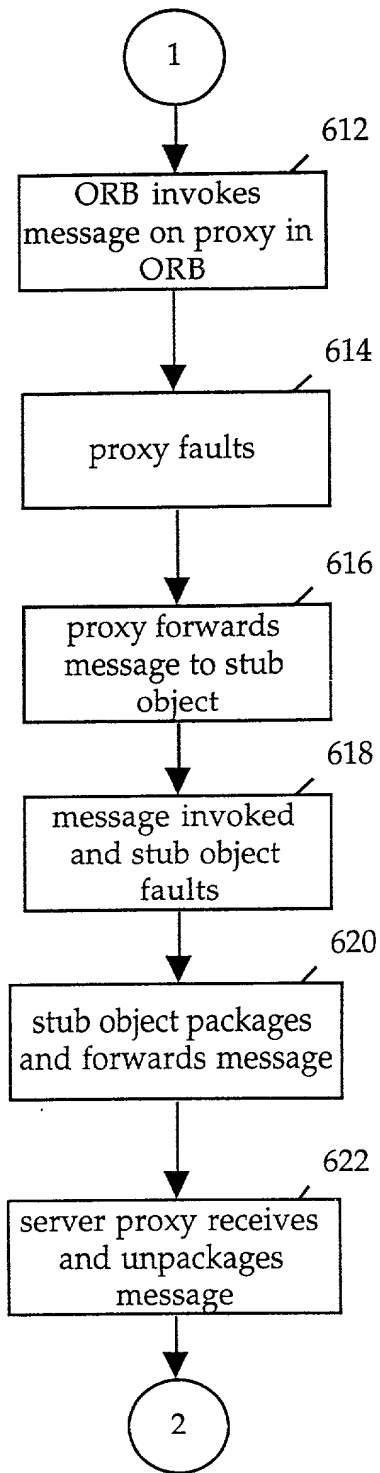 1
612
ORB invokes
message on proxy in
ORB
614
proxy faults
616
proxy forwards
message to stub
object
618
message invoked
and stub object
faults
620
stub object packages
and forwards message
622
server proxy receives
and unpackages
message
2